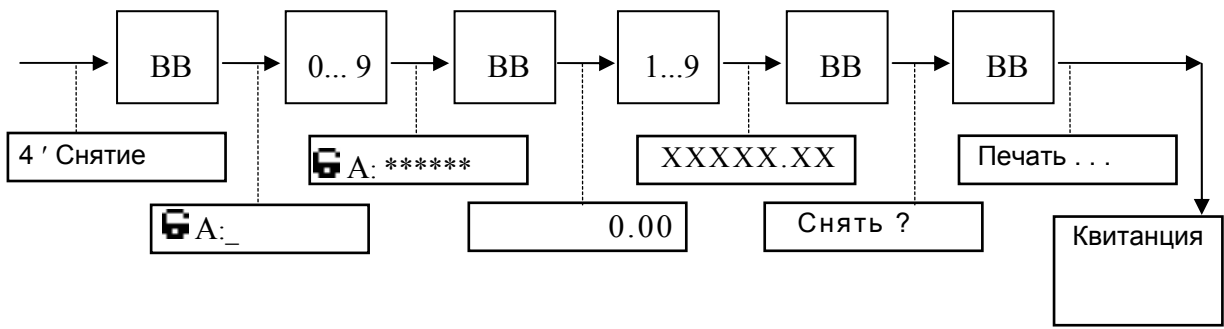 ВВ 0... 9 ВВ 1...9 ВВ ВВ
4 ′ Снятие
А: ******
XXXXX.XX
Печать . . .
А:_
0.00
Снять ?
Квитанция